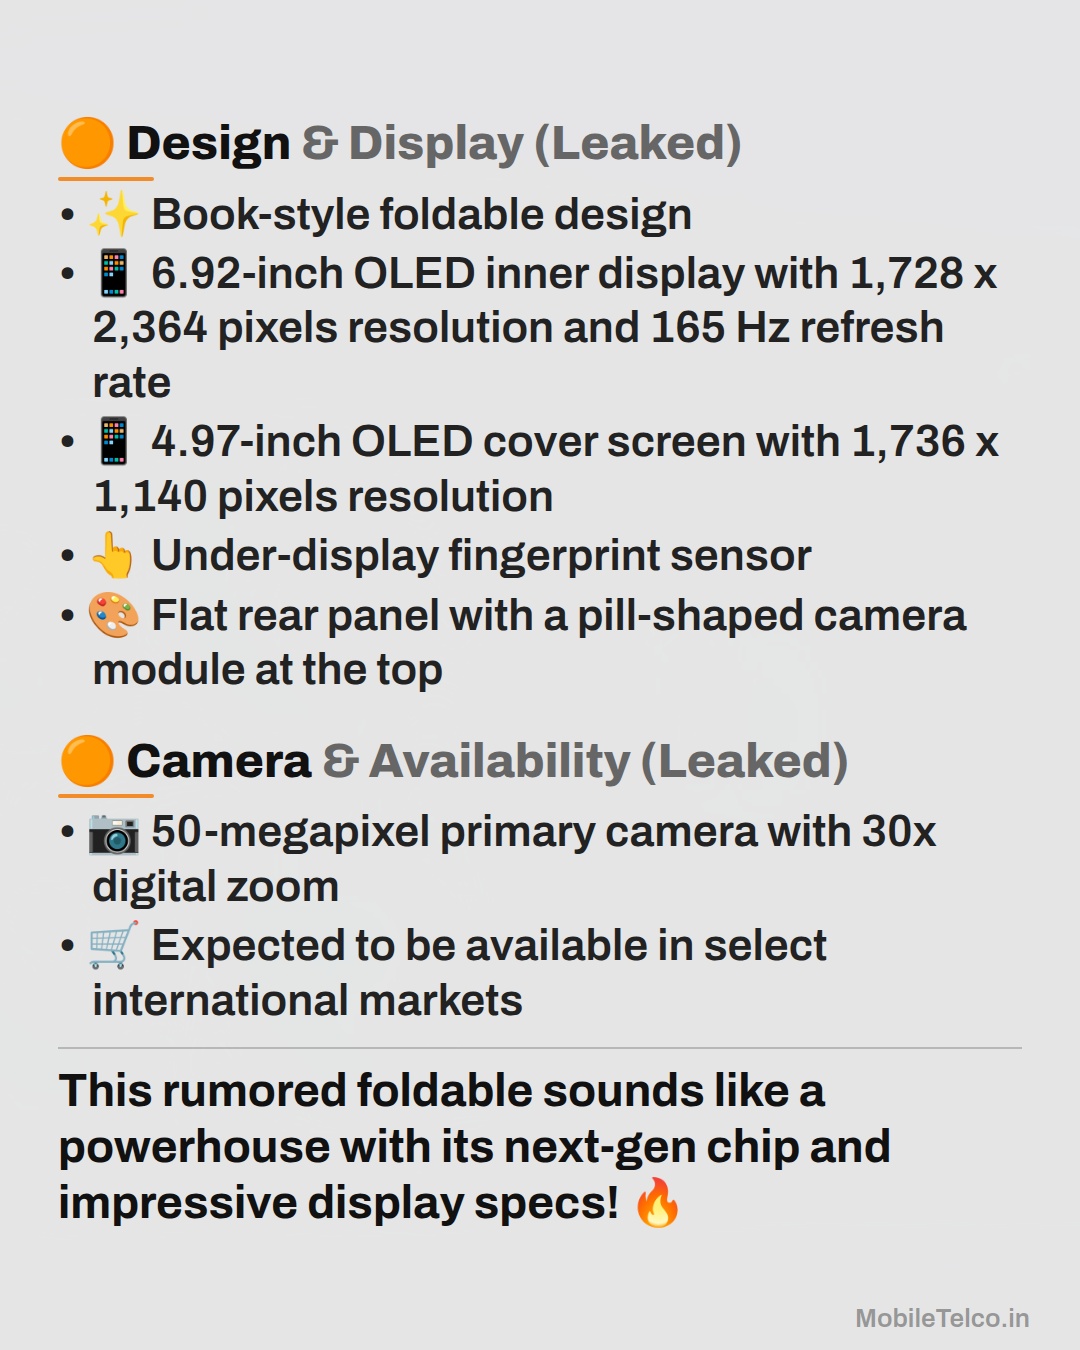 🟠 Design & Display (Leaked)
• ✨ Book-style foldable design
• 📱 6.92-inch OLED inner display with 1,728 x
2,364 pixels resolution and 165 Hz refresh
rate
• 📱 4.97-inch OLED cover screen with 1,736 x
1,140 pixels resolution
• 👆 Under-display fingerprint sensor
• 🎨 Flat rear panel with a pill-shaped camera
module at the top
🟠 Camera & Availability (Leaked)
• 📷 50-megapixel primary camera with 30x
digital zoom
• 🛒 Expected to be available in select
international markets
This rumored foldable sounds like a
powerhouse with its next-gen chip and
impressive display specs! 🔥
MobileTelco.in